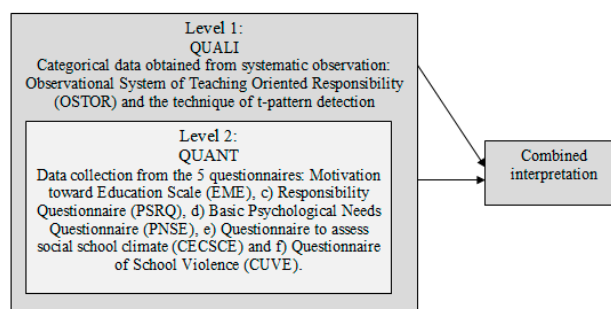 Level 1:
QUALI
Categorical data obtained from systematic observation:
Observational System of Teaching Oriented Responsibility
(OSTOR) and the technique of t-pattern detection
Level 2:
QUANT
Data collection from the 5 questionnaires: Motivation
toward Education Scale (EME), c) Responsibility
Questionnaire (PSRQ), d) Basic Psychological Needs
Questionnaire (PNSE), e) Questionnaire to assess
social school climate (CECSCE) and f) Questionnaire
of School Violence (CUVE).
Combined
interpretation